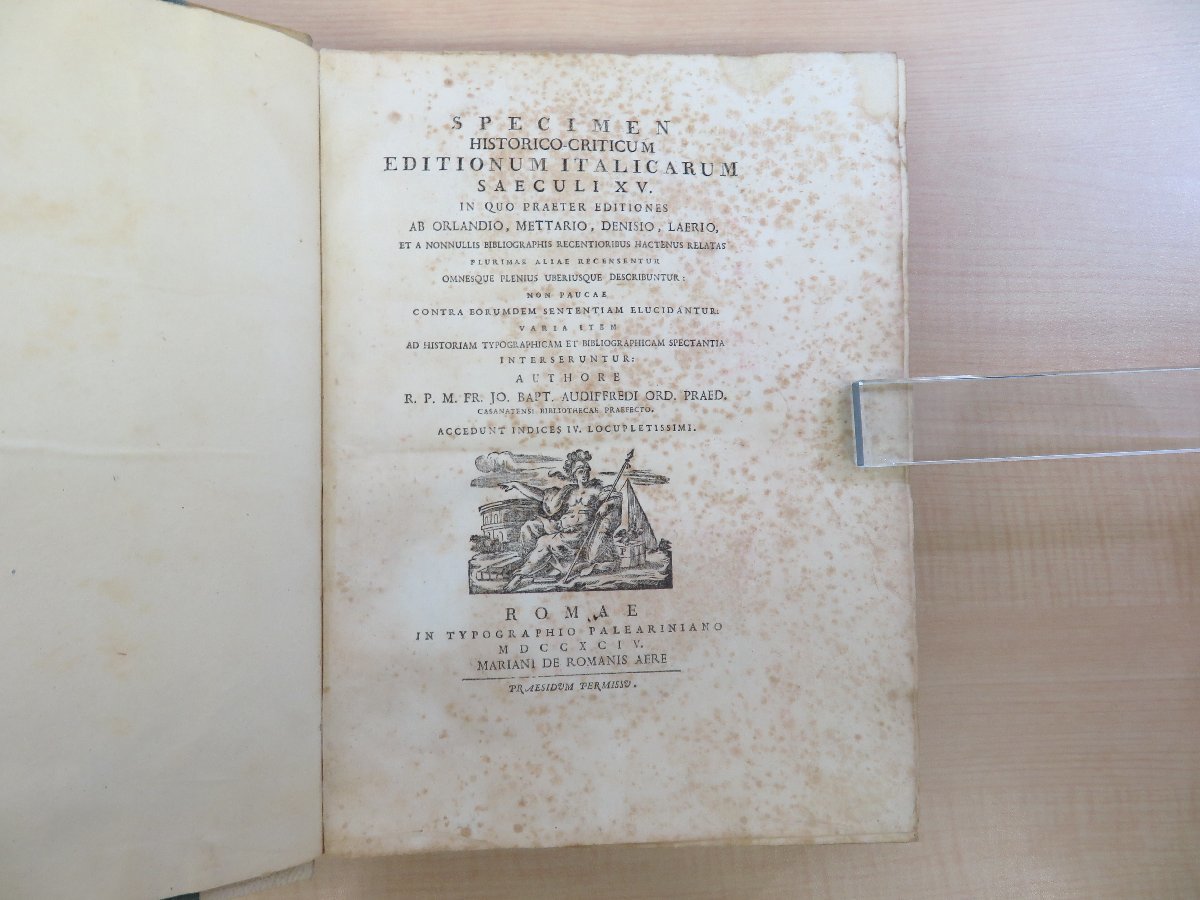 SPECIMEN
HISTORICO-CRITICUM
EDITIONUM ITALICARUM
SAECULI XV.
IN QUO PRAETER EDITIONES
AB ORLANDIO, METTARIO, DENISIO, LAERIO,
ET A NONNULLIS BIBLIOGRAPHIS RECENTIORIBUS HACTENUS RELATAS
PLURIMAE ALIAE RECENSENTUR
OMNESQUE PLENIUS UBERIUSQUE DESCRIBUNTUR:
NON PAUCAE
CONTRA EORUMDEM SENTENTIAM ELUCIDANTUR:
VARIA ITEM
AD HISTORIAM TYPOGRAPHICAM ET BIBLIOGRAPHICAM SPECTANTIA
INTERSERUNTUR:
AUTHORE
R. P. M. FR. JO. BAPT. AUDIFFREDI ORD. PRAED.
CASANATENSI BIBLIOTHECAE PRAEFECTO.
ACCEDUNT INDICES IV. LOCUPLETISSIMI.
ROMAE
IN TYPOGRAPHIO PALEARINIANO
MDCCXCIV.
MARIANI DE ROMANIS AERE
PRAESIDVM PERMISSV.